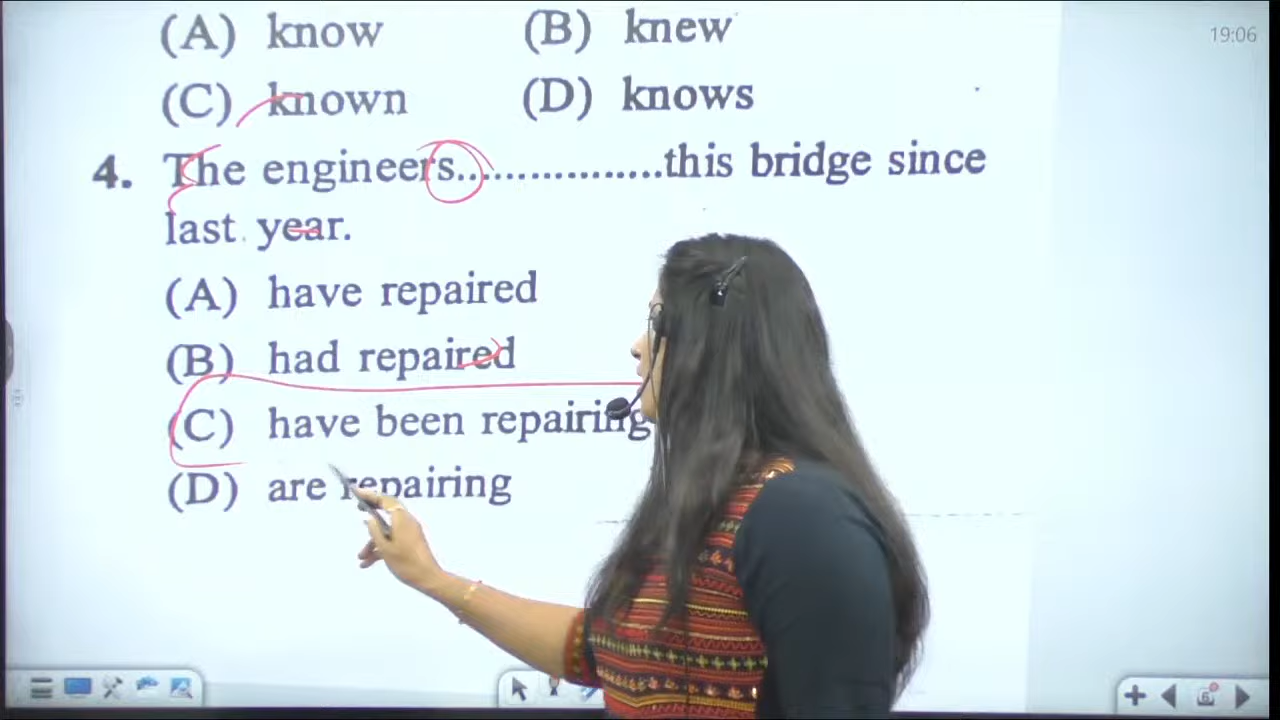 19:06
(A) know (B) knew
(C) known (D) knows
4. The engineers.................this bridge since
last year.
(A) have repaired
(B) had repaired
(C) have been repairing
(D) are repairing